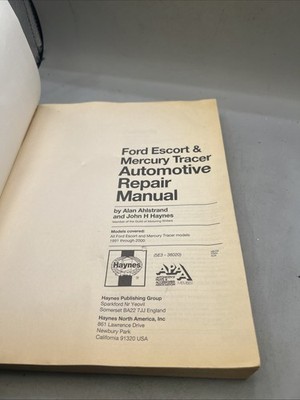 Ford Escort &
Mercury Tracer
Automotive
Repair
Manual
by Alan Ahlstrand
and John H Haynes
Member of the Guild of Motoring Writers
Models covered:
All Ford Escort and Mercury Tracer models
1991 through 2000
Haynes
APAA
Haynes Publishing Group
Sparkford Nr Yeovil
Somerset BA22 7JJ England
Haynes North America, Inc
861 Lawrence Drive
Newbury Park
California 91320 USA